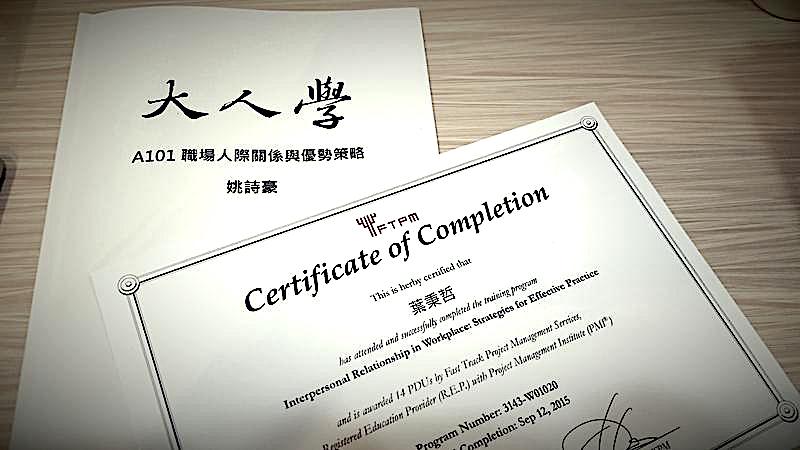 大人學
A101 職場人際關係與優勢策略
姚詩豪
FTPM
Certificate of Completion
This is herby certified that
葉秉哲
has attended and successfully completed the training program
Interpersonal Relationship in Workplace: Strategies for Effective Practice
and is awarded 14 PDUs by Fast Track Project Management Services,
Registered Education Provider (R.E.P.) with Project Management Institute (PMI®)
Program Number: 3143-W01020
Completion: Sep 12, 2015